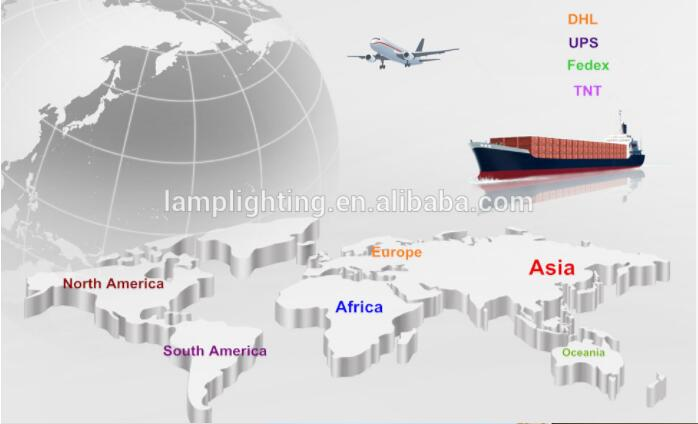 DHL
UPS
Fedex
TNT
lamplighting.en.alibaba.com
Europe
Asia
North America
Africa
South America
Oceania